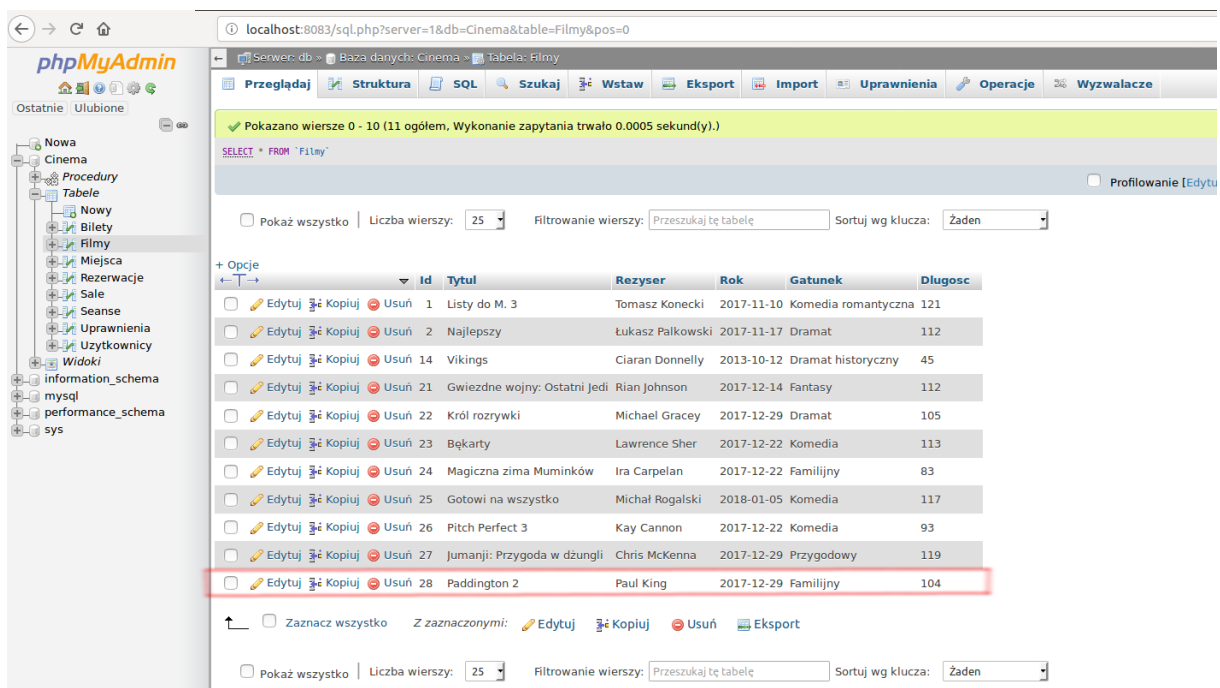 localhost:8083/sql.php?server=1&db=Cinema&table=Filmy&pos=0
phpMyAdmin
Ostatnie Ulubione
Nowa
Cinema
Procedury
Tabele
Nowy
Bilety
Filmy
Miejsca
Rezerwacje
Sale
Seanse
Uprawnienia
Uzytkownicy
Widoki
information_schema
mysql
performance_schema
sys
Serwer: db » Baza danych: Cinema » Tabela: Filmy
Przeglądaj Struktura SQL Szukaj Wstaw Eksport Import Uprawnienia Operacje Wyzwalacze
Pokazano wiersze 0 - 10 (11 ogółem, Wykonanie zapytania trwało 0.0005 sekund(y).)
SELECT * FROM `Filmy`
Profilowanie [Edytu
Pokaż wszystko Liczba wierszy: 25 Filtrowanie wierszy: Przeszukaj tę tabelę Sortuj wg klucza: Żaden
+ Opcje
←T→ Id Tytul Rezyser Rok Gatunek Dlugosc
Edytuj Kopiuj Usuń 1 Listy do M. 3 Tomasz Konecki 2017-11-10 Komedia romantyczna 121
Edytuj Kopiuj Usuń 2 Najlepszy Łukasz Palkowski 2017-11-17 Dramat 112
Edytuj Kopiuj Usuń 14 Vikings Ciaran Donnelly 2013-10-12 Dramat historyczny 45
Edytuj Kopiuj Usuń 21 Gwiezdne wojny: Ostatni Jedi Rian Johnson 2017-12-14 Fantasy 112
Edytuj Kopiuj Usuń 22 Król rozrywki Michael Gracey 2017-12-29 Dramat 105
Edytuj Kopiuj Usuń 23 Bękarty Lawrence Sher 2017-12-22 Komedia 113
Edytuj Kopiuj Usuń 24 Magiczna zima Muminków Ira Carpelan 2017-12-22 Familijny 83
Edytuj Kopiuj Usuń 25 Gotowi na wszystko Michał Rogalski 2018-01-05 Komedia 117
Edytuj Kopiuj Usuń 26 Pitch Perfect 3 Kay Cannon 2017-12-22 Komedia 93
Edytuj Kopiuj Usuń 27 Jumanji: Przygoda w dżungli Chris McKenna 2017-12-29 Przygodowy 119
Edytuj Kopiuj Usuń 28 Paddington 2 Paul King 2017-12-29 Familijny 104
Zaznacz wszystko Z zaznaczonymi: Edytuj Kopiuj Usuń Eksport
Pokaż wszystko Liczba wierszy: 25 Filtrowanie wierszy: Przeszukaj tę tabelę Sortuj wg klucza: Żaden